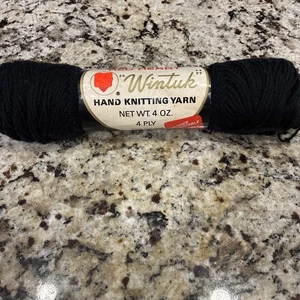 "Wintuk"
HAND KNITTING YARN
NET WT. 4 OZ.
4 PLY